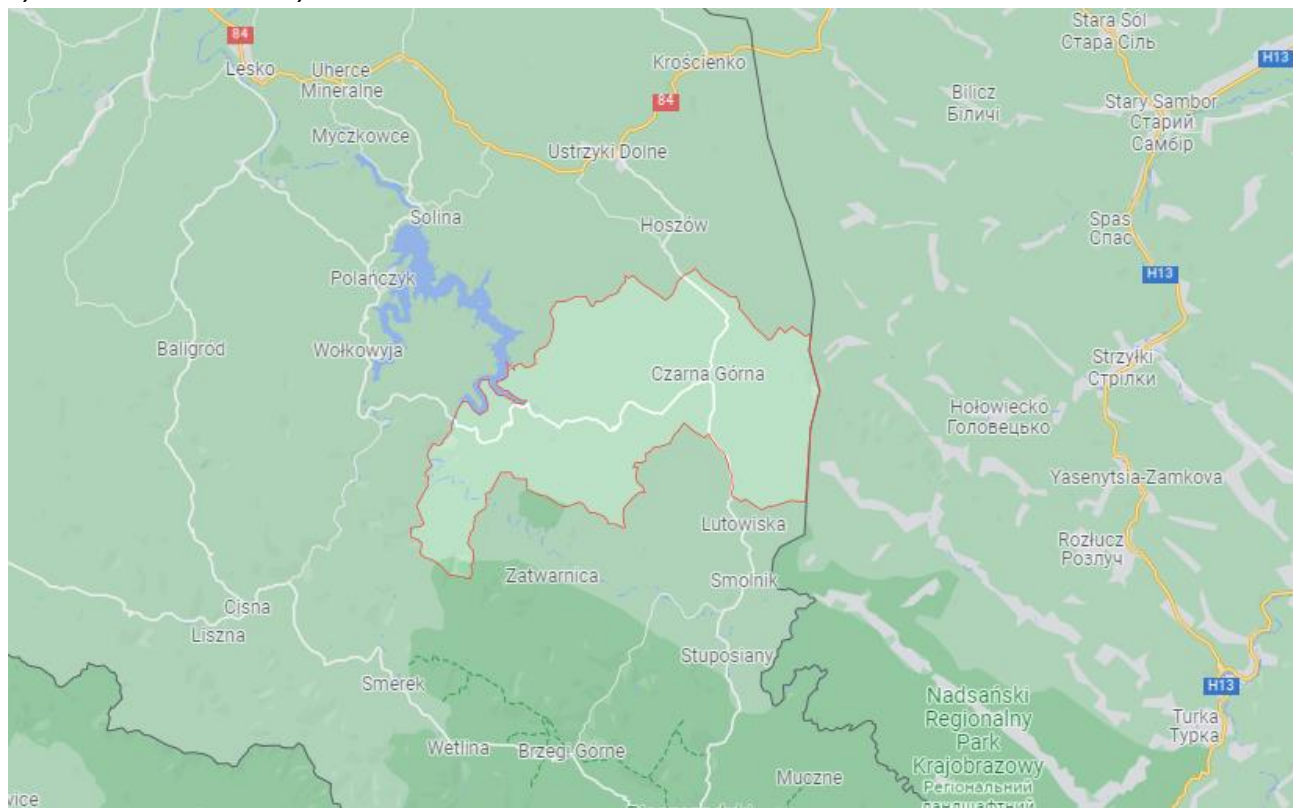 84
Lesko
Uherce
Mineralne
Myczkowce
Krościenko
84
Ustrzyki Dolne
Stara Sól
Стара Сіль
H13
Bilicz
Біличі
Stary Sambor
Старий
Самбір
Solina
Hoszów
Spas
Спас
H13
Polańczyk
Baligród
Wołkowyja
Czarna Górna
Strzyłki
Стрілки
Hołowiecko
Головецько
Yasenytsia-Zamkova
Lutowiska
Rozłucz
Розлуч
Zatwarnica
Smolnik
Cisna
Liszna
Stuposiany
Smerek
Nadsański
Regionalny
Park
Krajobrazowy
Регіональний
H13
Turka
Турка
Wetlina
Brzegi Górne
Muczne